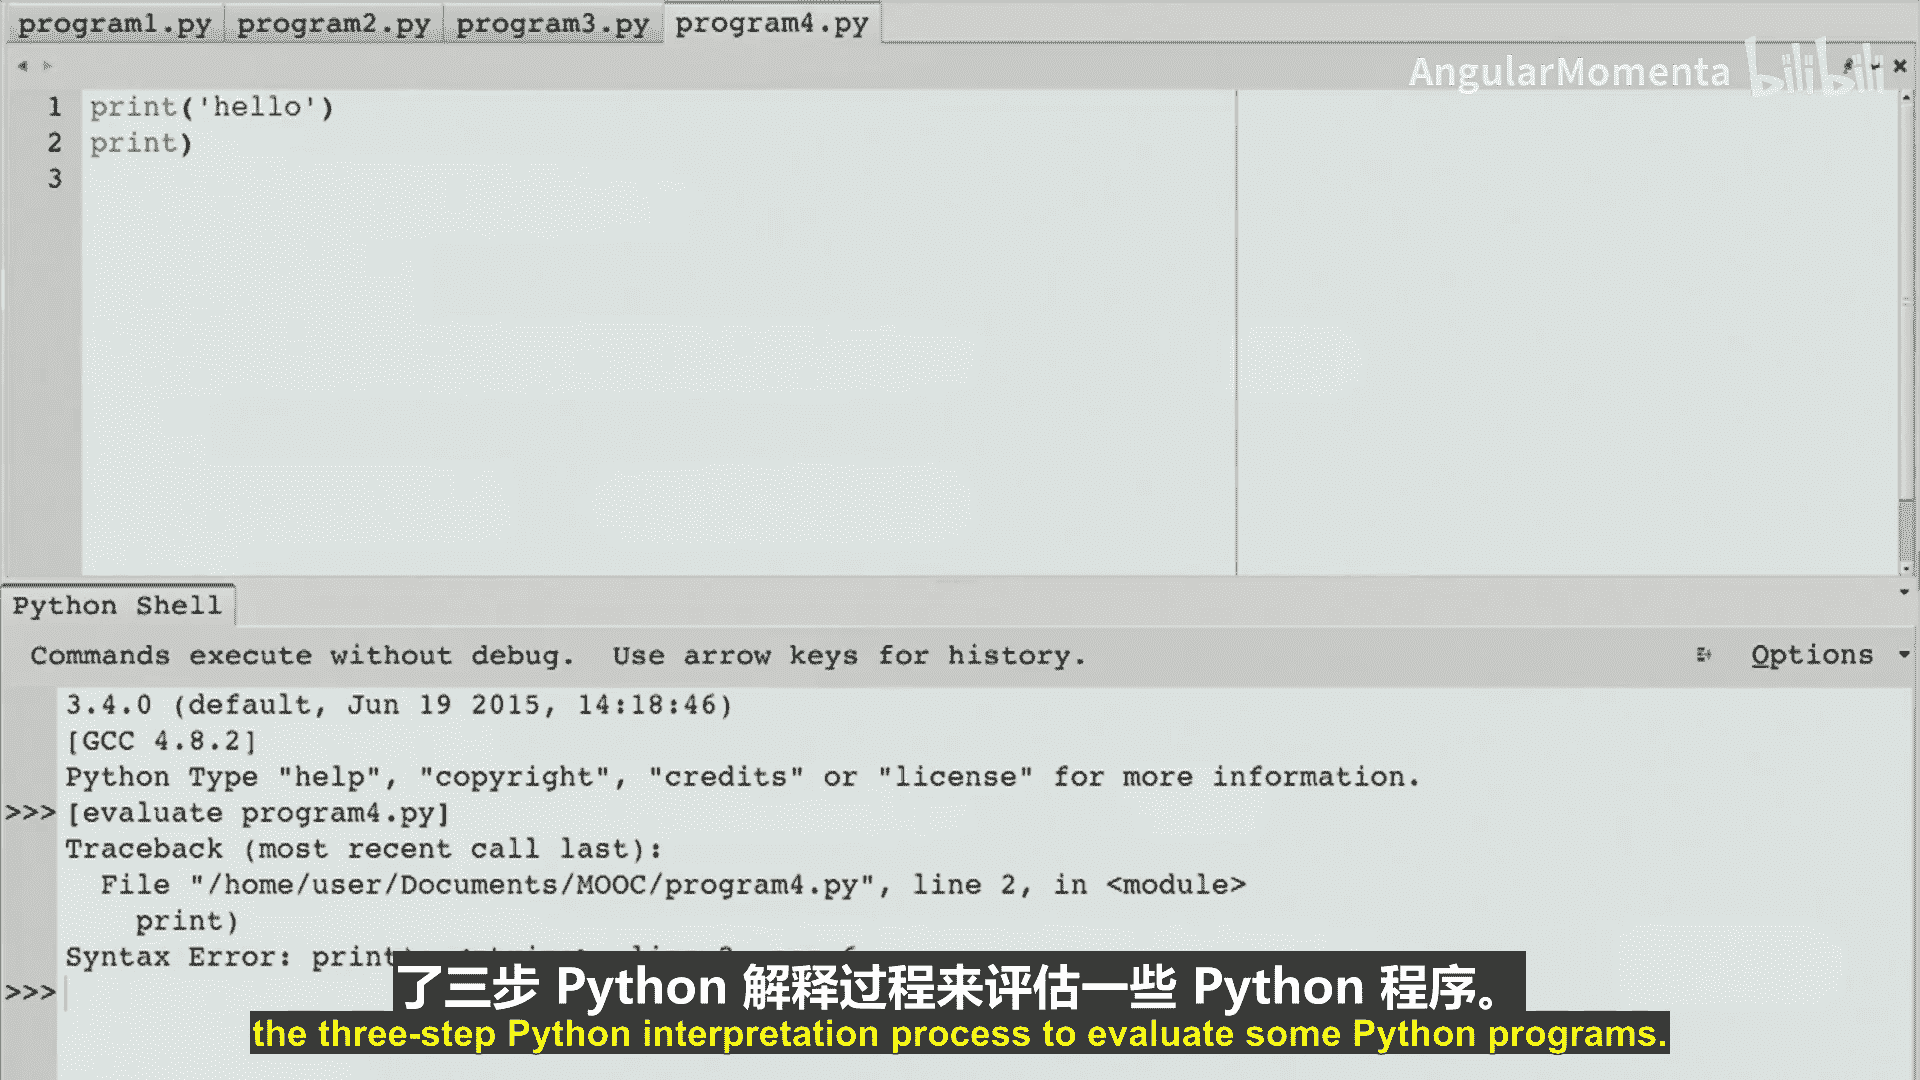 program1.py program2.py program3.py program4.py
AngularMomenta bilibili
1 print('hello')
2 print)
3
Python Shell
Commands execute without debug. Use arrow keys for history.
Options
3.4.0 (default, Jun 19 2015, 14:18:46)
[GCC 4.8.2]
Python Type "help", "copyright", "credits" or "license" for more information.
>>> [evaluate program4.py]
Traceback (most recent call last):
File "/home/user/Documents/MOOC/program4.py", line 2, in <module>
print)
Syntax Error: print
>>>
了三步 Python 解释过程来评估一些 Python 程序。
the three-step Python interpretation process to evaluate some Python programs.